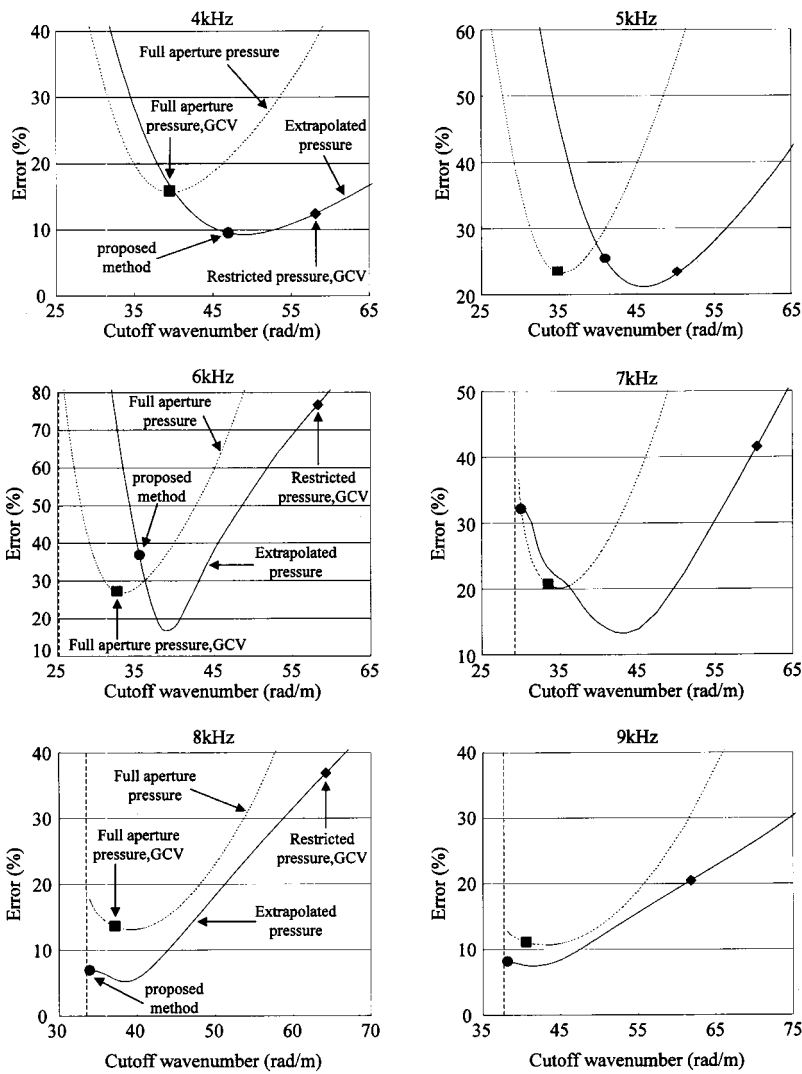 4kHz
Error (%)
40
30
20
10
0
Full aperture pressure
Full aperture
pressure,GCV
Extrapolated
pressure
proposed
method
Restricted pressure,GCV
25 35 45 55 65
Cutoff wavenumber (rad/m)
5kHz
Error (%)
60
50
40
30
20
25 35 45 55 65
Cutoff wavenumber (rad/m)
6kHz
Error (%)
80
70
60
50
40
30
20
10
Full aperture
pressure
proposed
method
Restricted
pressure,GCV
Extrapolated
pressure
Full aperture pressure,GCV
25 35 45 55 65
Cutoff wavenumber (rad/m)
7kHz
Error (%)
50
40
30
20
10
25 35 45 55 65
Cutoff wavenumber (rad/m)
8kHz
Error (%)
40
30
20
10
0
Full aperture
pressure
Full aperture
pressure,GCV
Restricted
pressure,GCV
Extrapolated
pressure
proposed
method
30 40 50 60 70
Cutoff wavenumber (rad/m)
9kHz
Error (%)
40
30
20
10
0
35 45 55 65 75
Cutoff wavenumber (rad/m)